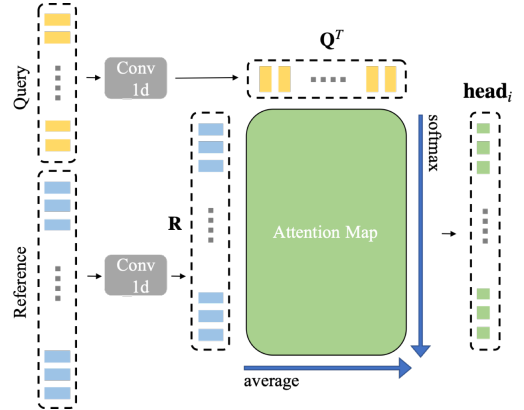 Query
Conv
1d
Q^T
head_i
R
softmax
Attention Map
Reference
Conv
1d
average